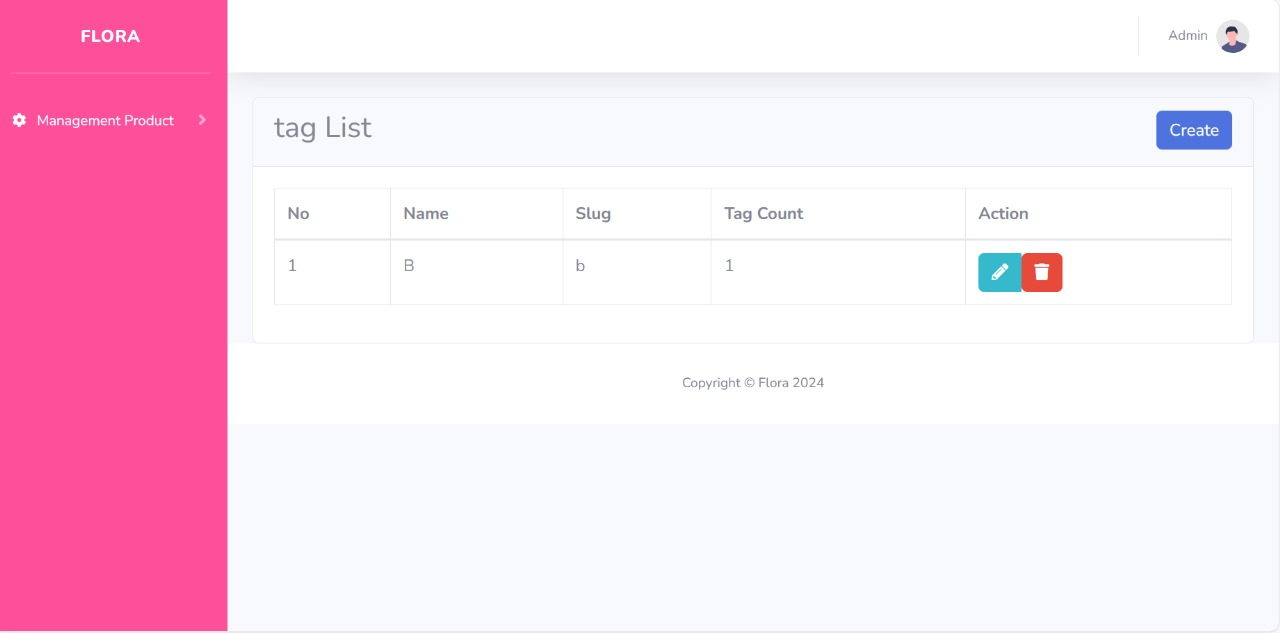 FLORA
Admin
Management Product
tag List
Create
No Name Slug Tag Count Action
1 B b 1
Copyright © Flora 2024